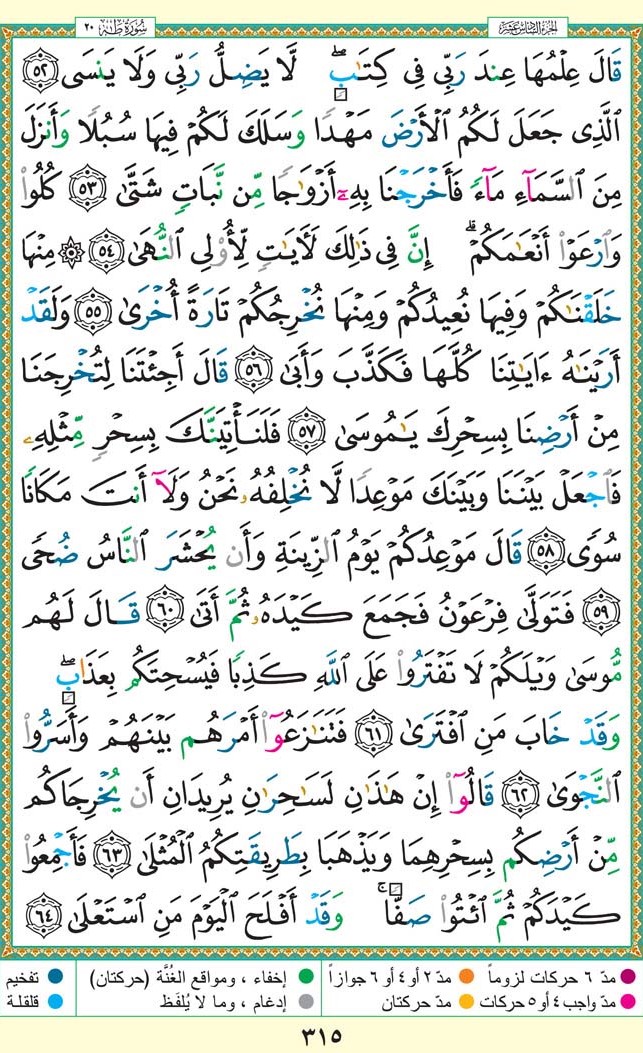 سُورَةُ طه ٢٠
الجزء السادس عشر
قَالَ عِلْمُهَا عِندَ رَبِّى فِى كِتَٰبٍۖ لَّا يَضِلُّ رَبِّى وَلَا يَنسَى ٥٢
ٱلَّذِى جَعَلَ لَكُمُ ٱلْأَرْضَ مَهْدًا وَسَلَكَ لَكُمْ فِيهَا سُبُلًا وَأَنزَلَ
مِنَ ٱلسَّمَآءِ مَآءً فَأَخْرَجْنَا بِهِۦٓ أَزْوَٰجًا مِّن نَّبَاتٍ شَتَّىٰ ٥٣ كُلُوا۟
وَٱرْعَوْا۟ أَنْعَٰمَكُمْۗ إِنَّ فِى ذَٰلِكَ لَءَايَٰتٍ لِّأُو۟لِى ٱلنُّهَىٰ ٥٤ ۞ مِنْهَا
خَلَقْنَٰكُمْ وَفِيهَا نُعِيدُكُمْ وَمِنْهَا نُخْرِجُكُمْ تَارَةً أُخْرَىٰ ٥٥ وَلَقَدْ
أَرَيْنَٰهُ ءَايَٰتِنَا كُلَّهَا فَكَذَّبَ وَأَبَىٰ ٥٦ قَالَ أَجِئْتَنَا لِتُخْرِجَنَا
مِنْ أَرْضِنَا بِسِحْرِكَ يَٰمُوسَىٰ ٥٧ فَلَنَأْتِيَنَّكَ بِسِحْرٍ مِّثْلِهِۦ
فَٱجْعَلْ بَيْنَنَا وَبَيْنَكَ مَوْعِدًا لَّا نُخْلِفُهُۥ نَحْنُ وَلَآ أَنتَ مَكَانًا
سُوًى ٥٨ قَالَ مَوْعِدُكُمْ يَوْمُ ٱلزِّينَةِ وَأَن يُحْشَرَ ٱلنَّاسُ ضُحًى
٥٩ فَتَوَلَّىٰ فِرْعَوْنُ فَجَمَعَ كَيْدَهُۥ ثُمَّ أَتَىٰ ٦٠ قَالَ لَهُم
مُّوسَىٰ وَيْلَكُمْ لَا تَفْتَرُوا۟ عَلَى ٱللَّهِ كَذِبًا فَيُسْحِتَكُم بِعَذَابٍۖ
وَقَدْ خَابَ مَنِ ٱفْتَرَىٰ ٦١ فَتَنَٰزَعُوٓا۟ أَمْرَهُم بَيْنَهُمْ وَأَسَرُّوا۟
ٱلنَّجْوَىٰ ٦٢ قَالُوٓا۟ إِنْ هَٰذَٰنِ لَسَٰحِرَٰنِ يُرِيدَانِ أَن يُخْرِجَاكُم
مِّنْ أَرْضِكُم بِسِحْرِهِمَا وَيَذْهَبَا بِطَرِيقَتِكُمُ ٱلْمُثْلَىٰ ٦٣ فَأَجْمِعُوا۟
كَيْدَكُمْ ثُمَّ ٱئْتُوا۟ صَفًّاۚ وَقَدْ أَفْلَحَ ٱلْيَوْمَ مَنِ ٱسْتَعْلَىٰ ٦٤
مدّ ٦ حركات لزوماً مدّ ٢ أو ٤ أو ٦ جوازاً إخفاء ، ومواقع الغُنَّة (حركتان) تفخيم
مدّ واجب ٤ أو ٥ حركات مدّ حركتان إدغام ، وما لا يُلفَظ قلقلة
٣١٥